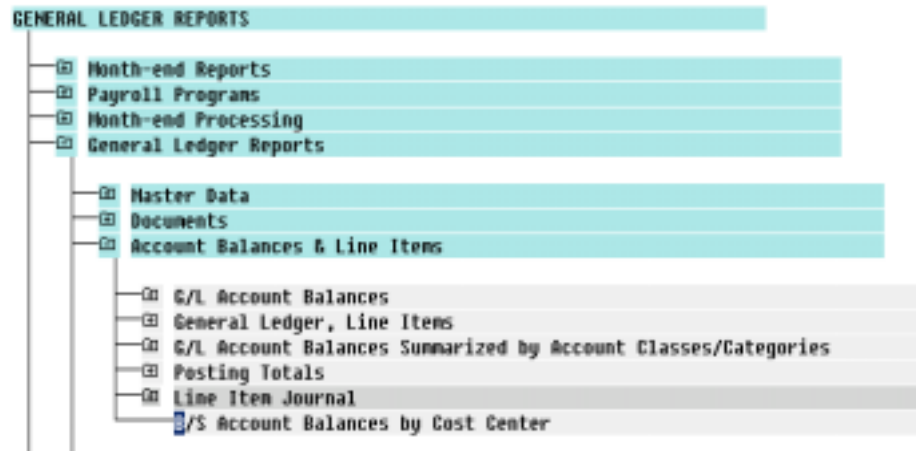 GENERAL LEDGER REPORTS
Month-end Reports
Payroll Programs
Month-end Processing
General Ledger Reports
Master Data
Documents
Account Balances & Line Items
G/L Account Balances
General Ledger, Line Items
G/L Account Balances Summarized by Account Classes/Categories
Posting Totals
Line Item Journal
B/S Account Balances by Cost Center